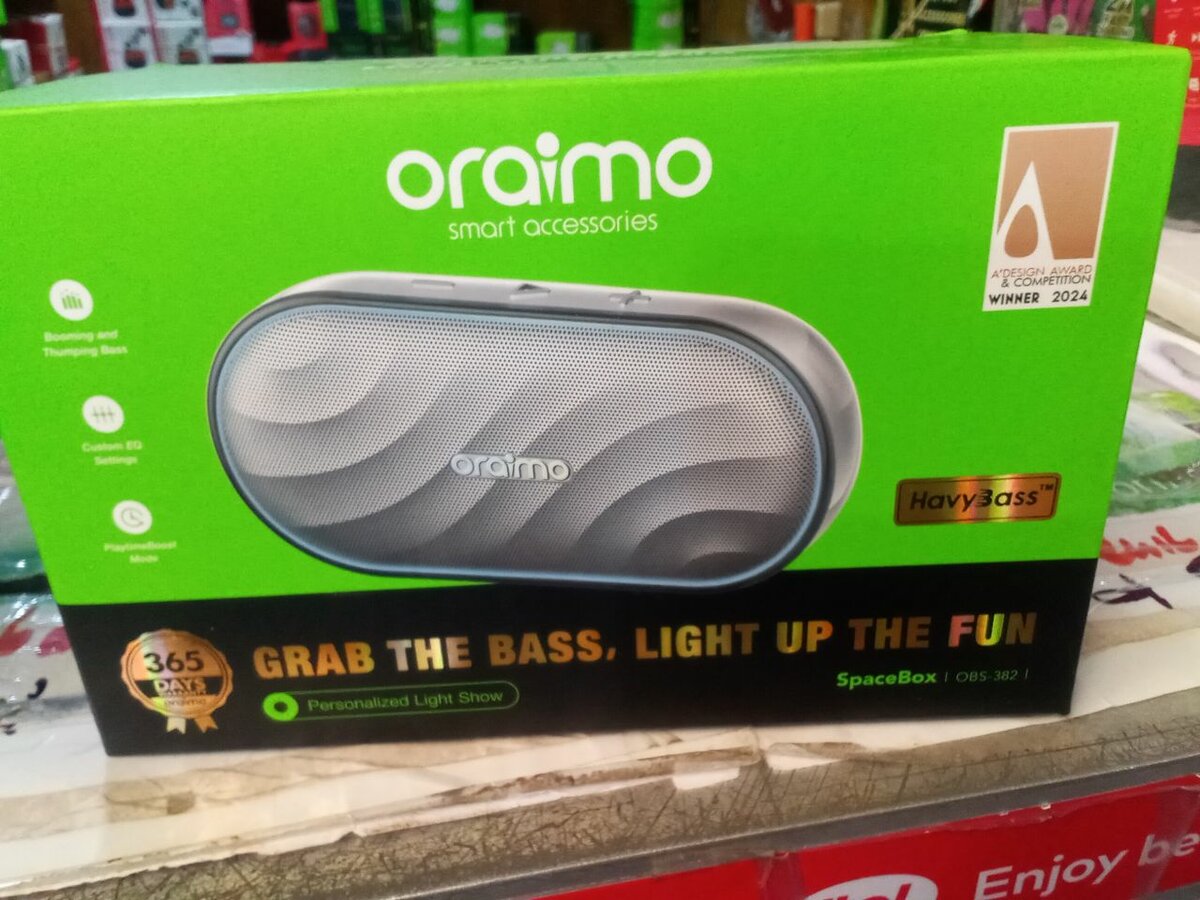 oraimo
smart accessories
A'DESIGN AWARD
& COMPETITION
WINNER 2024
Booming and
Thumping Bass
Custom EQ
Settings
PlaytimeBoost
Mode
oraimo
HavyBass™
365
DAYS
oraimo
GRAB THE BASS, LIGHT UP THE FUN
Personalized Light Show
SpaceBox | OBS-382 |
Enjoy be